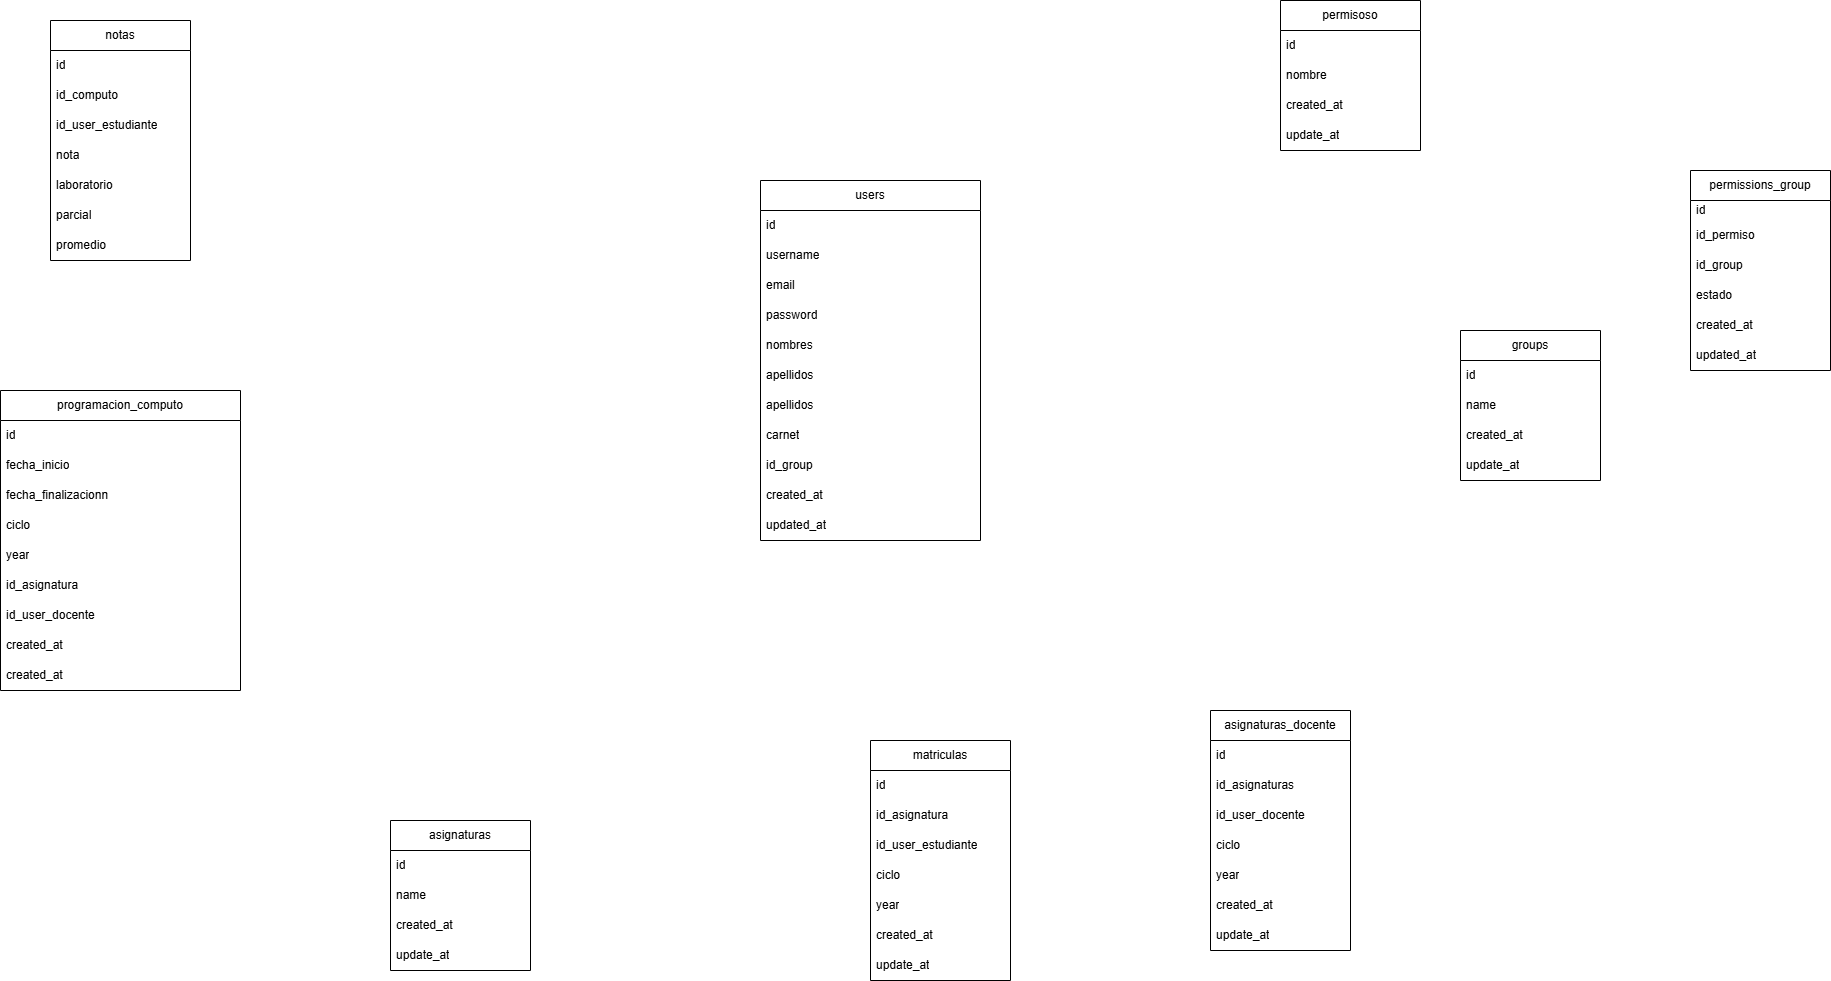 notas
id
id_computo
id_user_estudiante
nota
laboratorio
parcial
promedio
permisoso
id
nombre
created_at
update_at
users
id
username
email
password
nombres
apellidos
apellidos
carnet
id_group
created_at
updated_at
permissions_group
id
id_permiso
id_group
estado
created_at
updated_at
groups
id
name
created_at
update_at
programacion_computo
id
fecha_inicio
fecha_finalizacionn
ciclo
year
id_asignatura
id_user_docente
created_at
created_at
asignaturas
id
name
created_at
update_at
matriculas
id
id_asignatura
id_user_estudiante
ciclo
year
created_at
update_at
asignaturas_docente
id
id_asignaturas
id_user_docente
ciclo
year
created_at
update_at